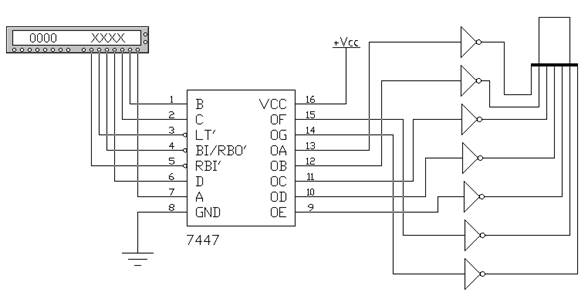 0000 XXXX
+Vcc
1 B VCC 16
2 C OF 15
3 LT' OG 14
4 BI/RBO' OA 13
5 RBI' OB 12
6 D OC 11
7 A OD 10
8 GND OE 9
7447